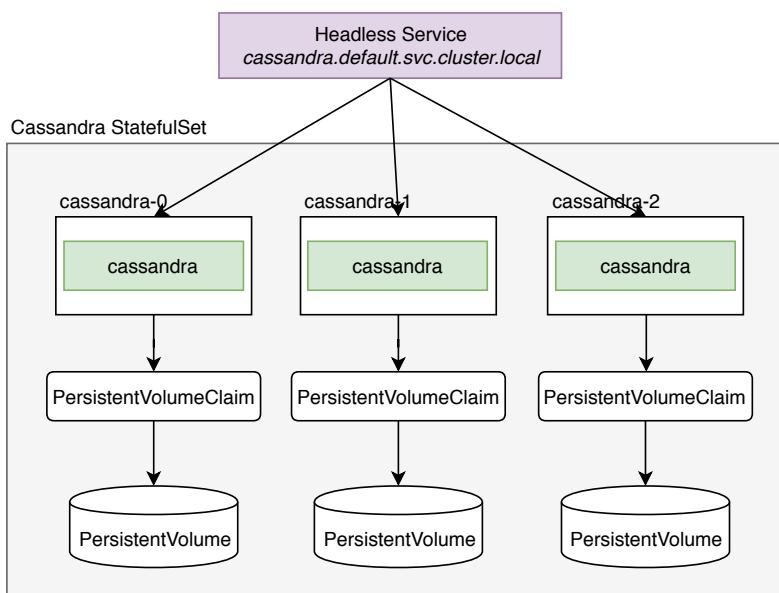 Headless Service
cassandra.default.svc.cluster.local
Cassandra StatefulSet
cassandra-0
cassandra-1
cassandra-2
cassandra
cassandra
cassandra
PersistentVolumeClaim
PersistentVolumeClaim
PersistentVolumeClaim
PersistentVolume
PersistentVolume
PersistentVolume